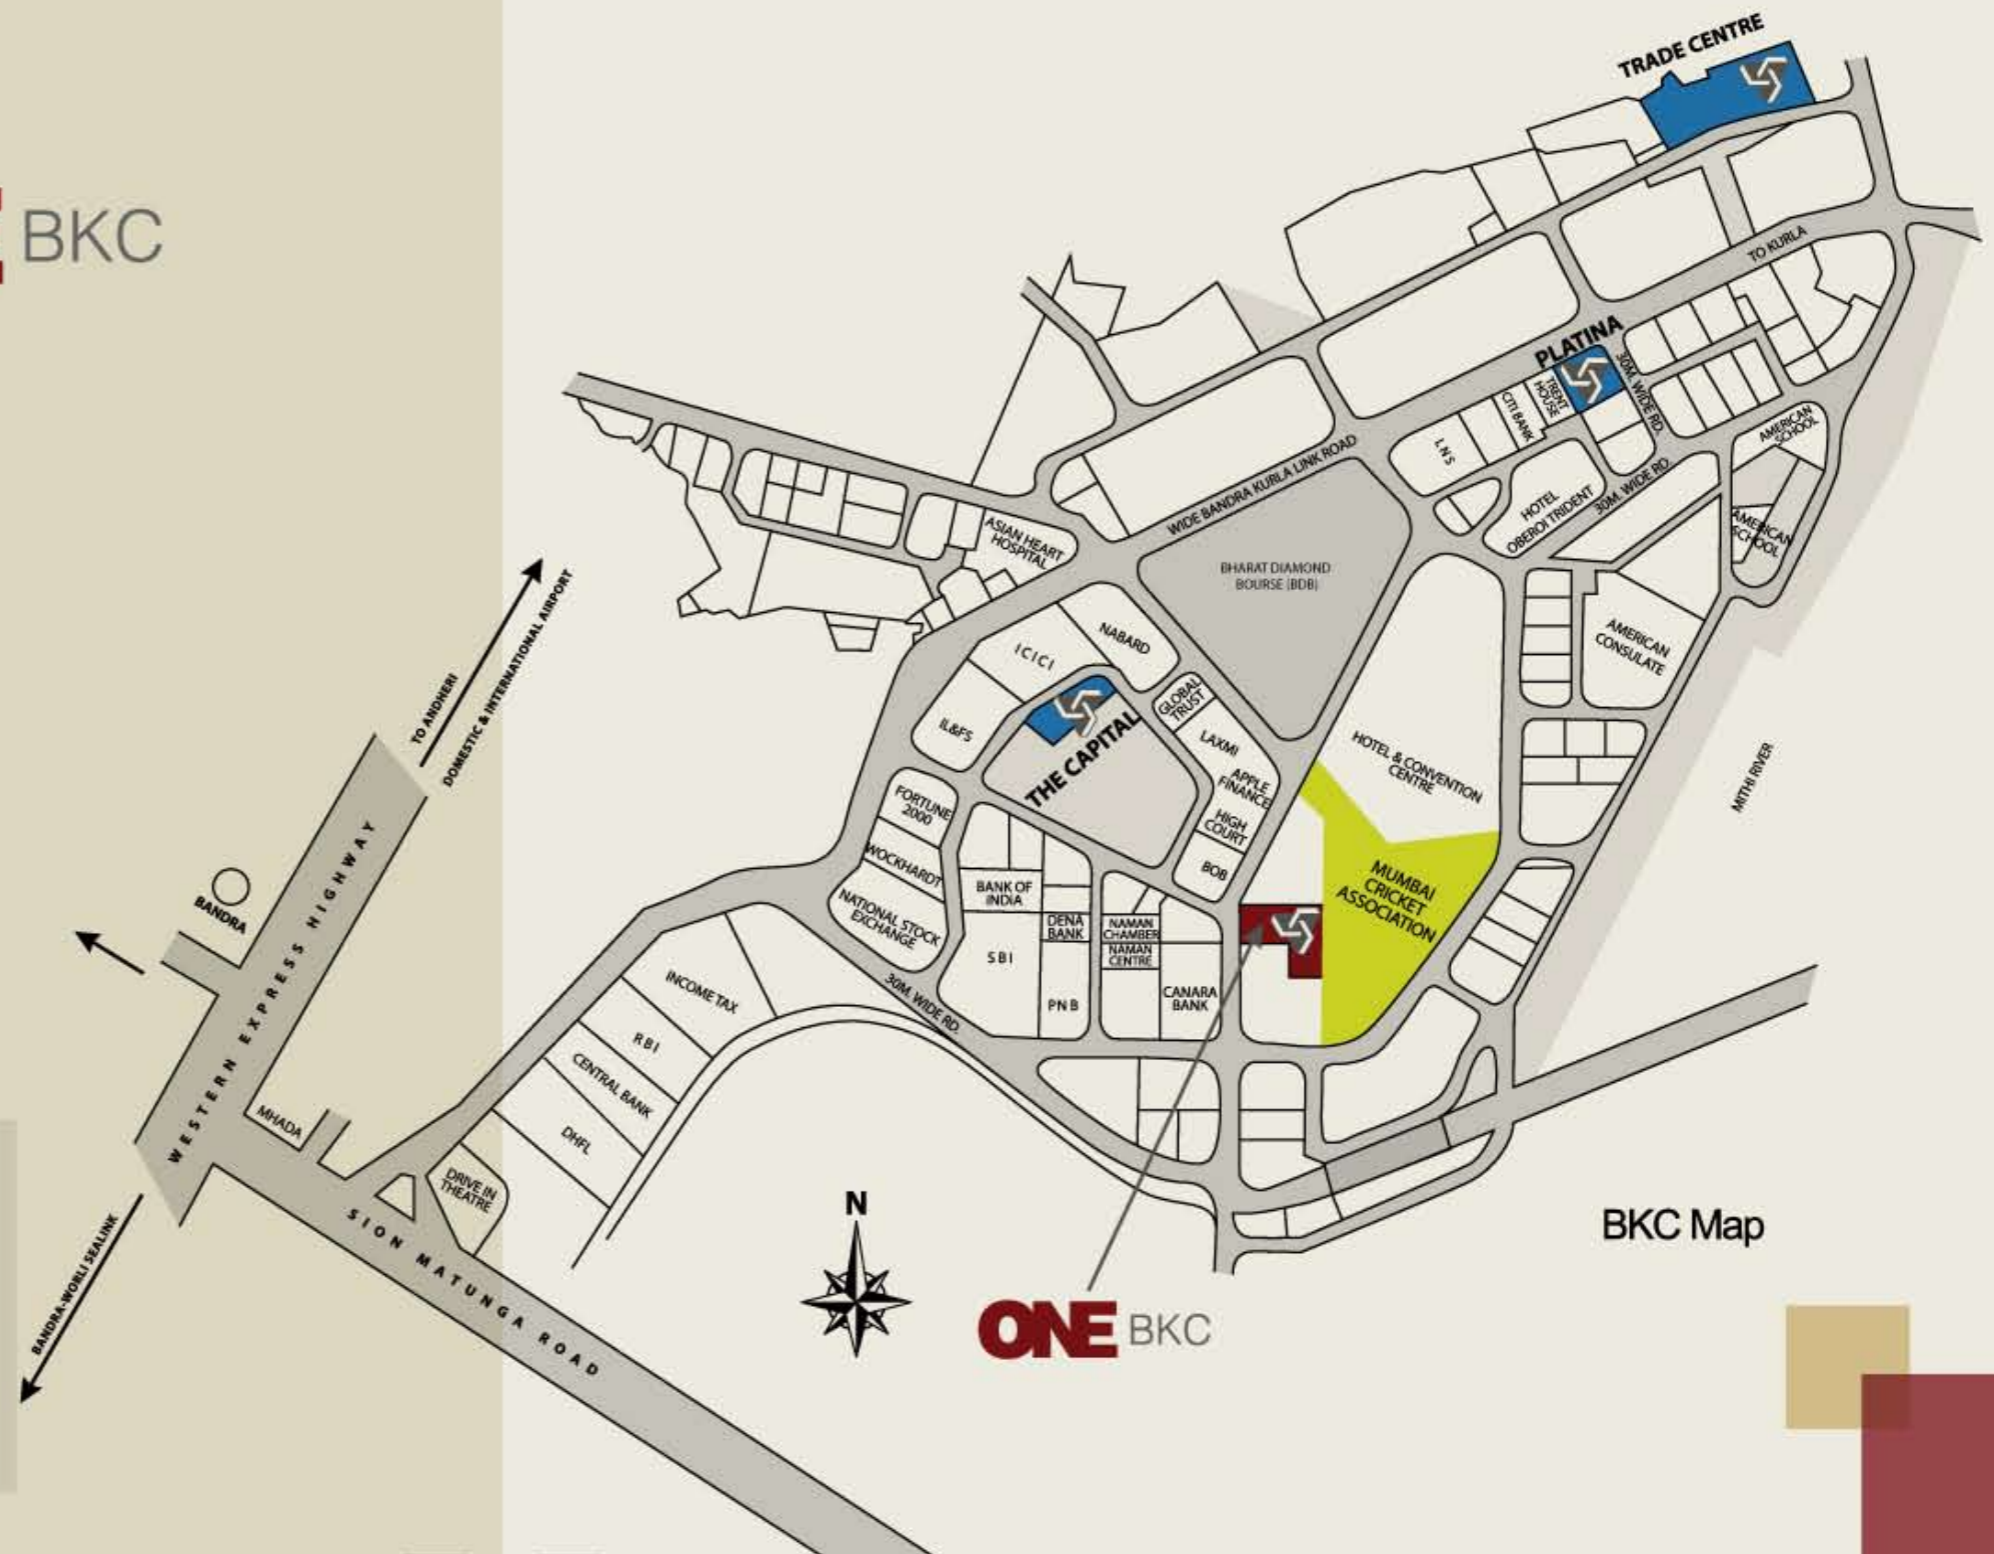 TRADE CENTRE
BKC
TO KURLA
PLATINA
30M. WIDE RD.
TRENT
HOUSE
CITI BANK
L N S
AMERICAN
SCHOOL
WIDE BANDRA KURLA LINK ROAD
HOTEL
OBEROI TRIDENT
30M. WIDE RD.
AMERICAN
SCHOOL
ASIAN HEART
HOSPITAL
BHARAT DIAMOND
BOURSE (BDB)
NABARD
I C I C I
AMERICAN
CONSULATE
TO ANDHERI
DOMESTIC & INTERNATIONAL AIRPORT
GLOBAL
TRUST
IL&FS
THE CAPITAL
LAXMI
APPLE
FINANCE
HOTEL & CONVENTION
CENTRE
MITHI RIVER
FORTUNE
2000
HIGH
COURT
WOCKHARDT
BOB
BANDRA
WESTERN EXPRESS HIGHWAY
NATIONAL STOCK
EXCHANGE
BANK OF
INDIA
DENA
BANK
NAMAN
CHAMBER
NAMAN
CENTRE
MUMBAI
CRICKET
ASSOCIATION
S B I
P N B
CANARA
BANK
30M. WIDE RD.
INCOME TAX
R B I
CENTRAL BANK
DHFL
MHADA
DRIVE IN
THEATRE
SION MATUNGA ROAD
BANDRA-WORLI SEALINK
N
BKC Map
ONE BKC